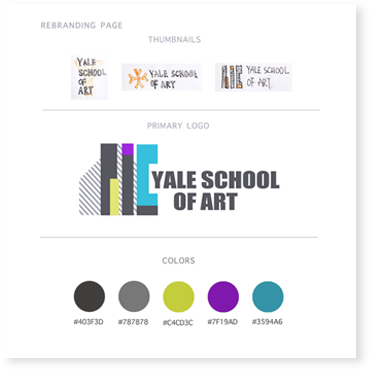 REBRANDING PAGE
THUMBNAILS
YALE
SCHOOL
OF
ART
YALE SCHOOL
OF ART
YALE SCHOOL
OF ART.
PRIMARY LOGO
YALE SCHOOL
OF ART
COLORS
#403F3D #787878 #C4CD3C #7F19AD #3594A6